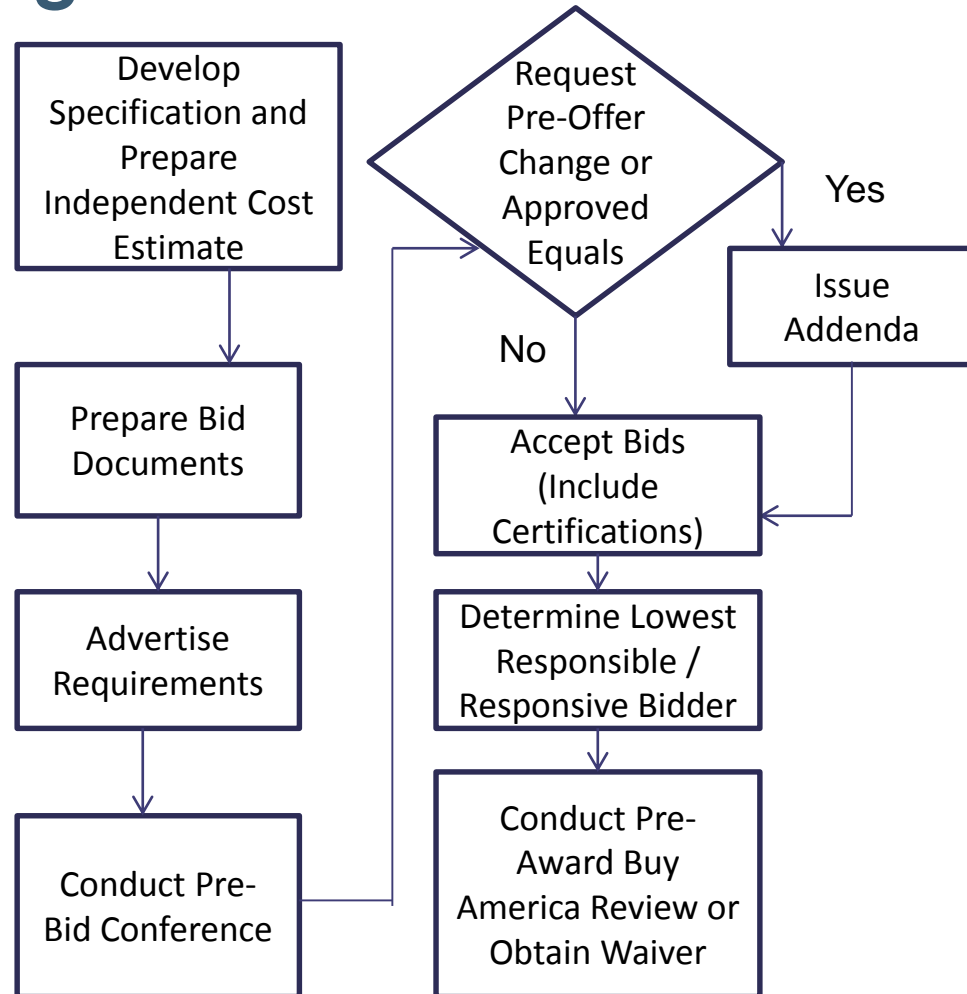 Develop
Specification and
Prepare
Independent Cost
Estimate
Prepare Bid
Documents
Advertise
Requirements
Conduct Pre-
Bid Conference
Request
Pre-Offer
Change or
Approved
Equals
Yes
Issue
Addenda
No
Accept Bids
(Include
Certifications)
Determine Lowest
Responsible /
Responsive Bidder
Conduct Pre-
Award Buy
America Review or
Obtain Waiver